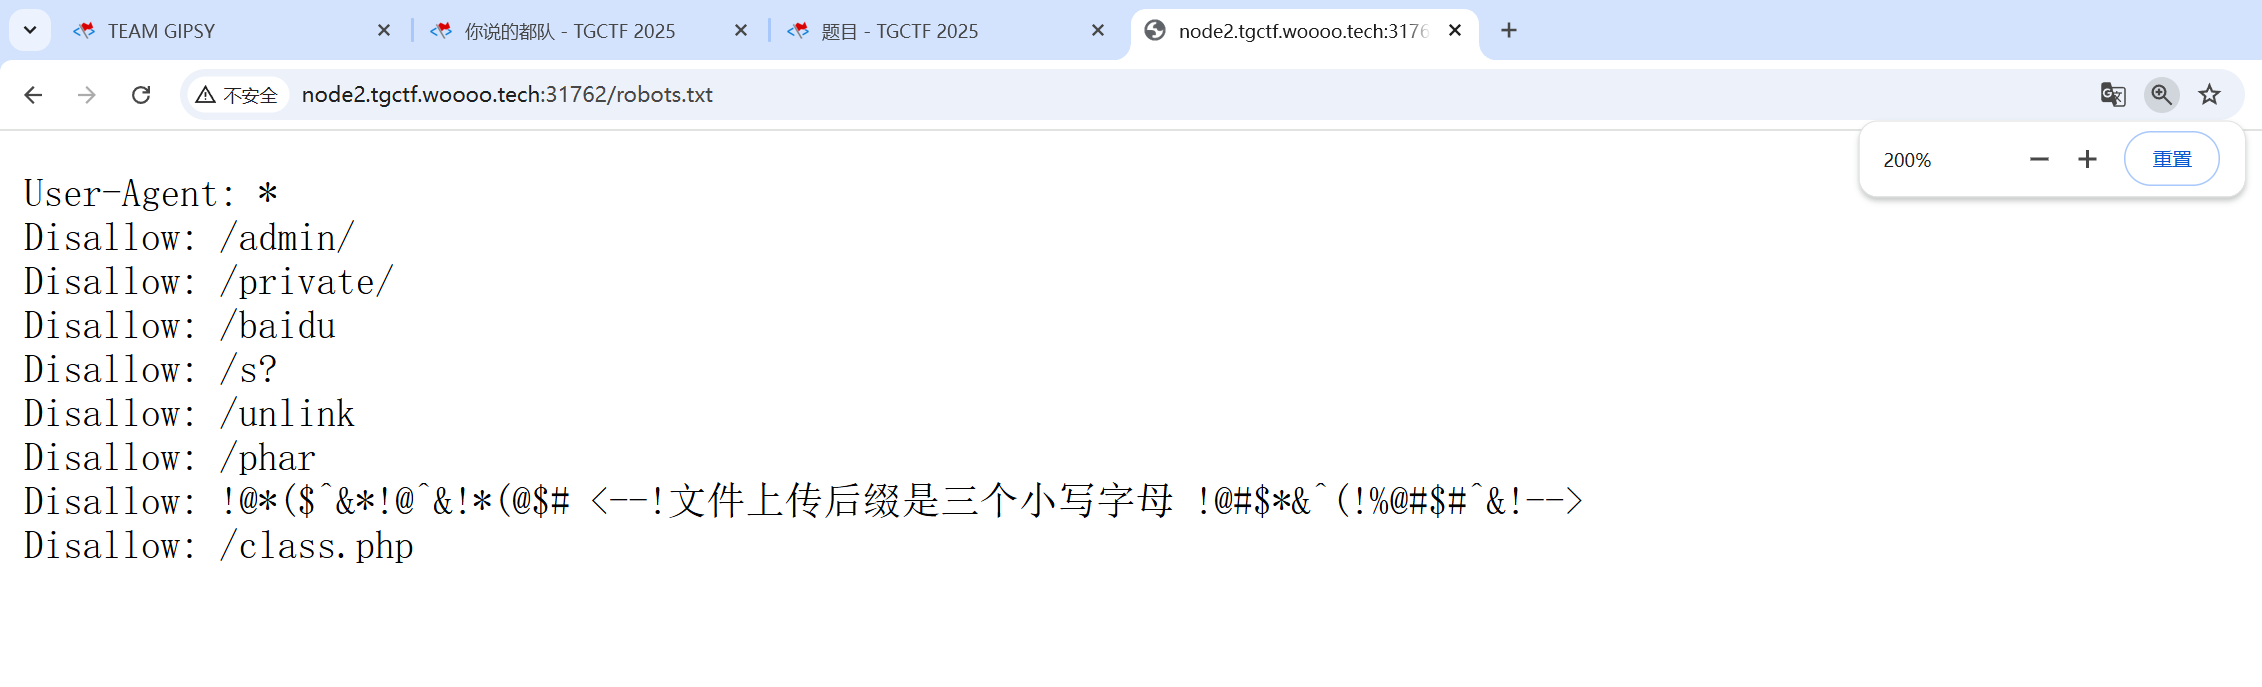 TEAM GIPSY
你说的都队 - TGCTF 2025
题目 - TGCTF 2025
node2.tgctf.woooo.tech:3176
不安全
node2.tgctf.woooo.tech:31762/robots.txt
200%
重置
User-Agent: *
Disallow: /admin/
Disallow: /private/
Disallow: /baidu
Disallow: /s?
Disallow: /unlink
Disallow: /phar
Disallow: !@*($^&*!@^&!*(@$# <--!文件上传后缀是三个小写字母 !@#$*&^(!%@#$#^&!-->
Disallow: /class.php